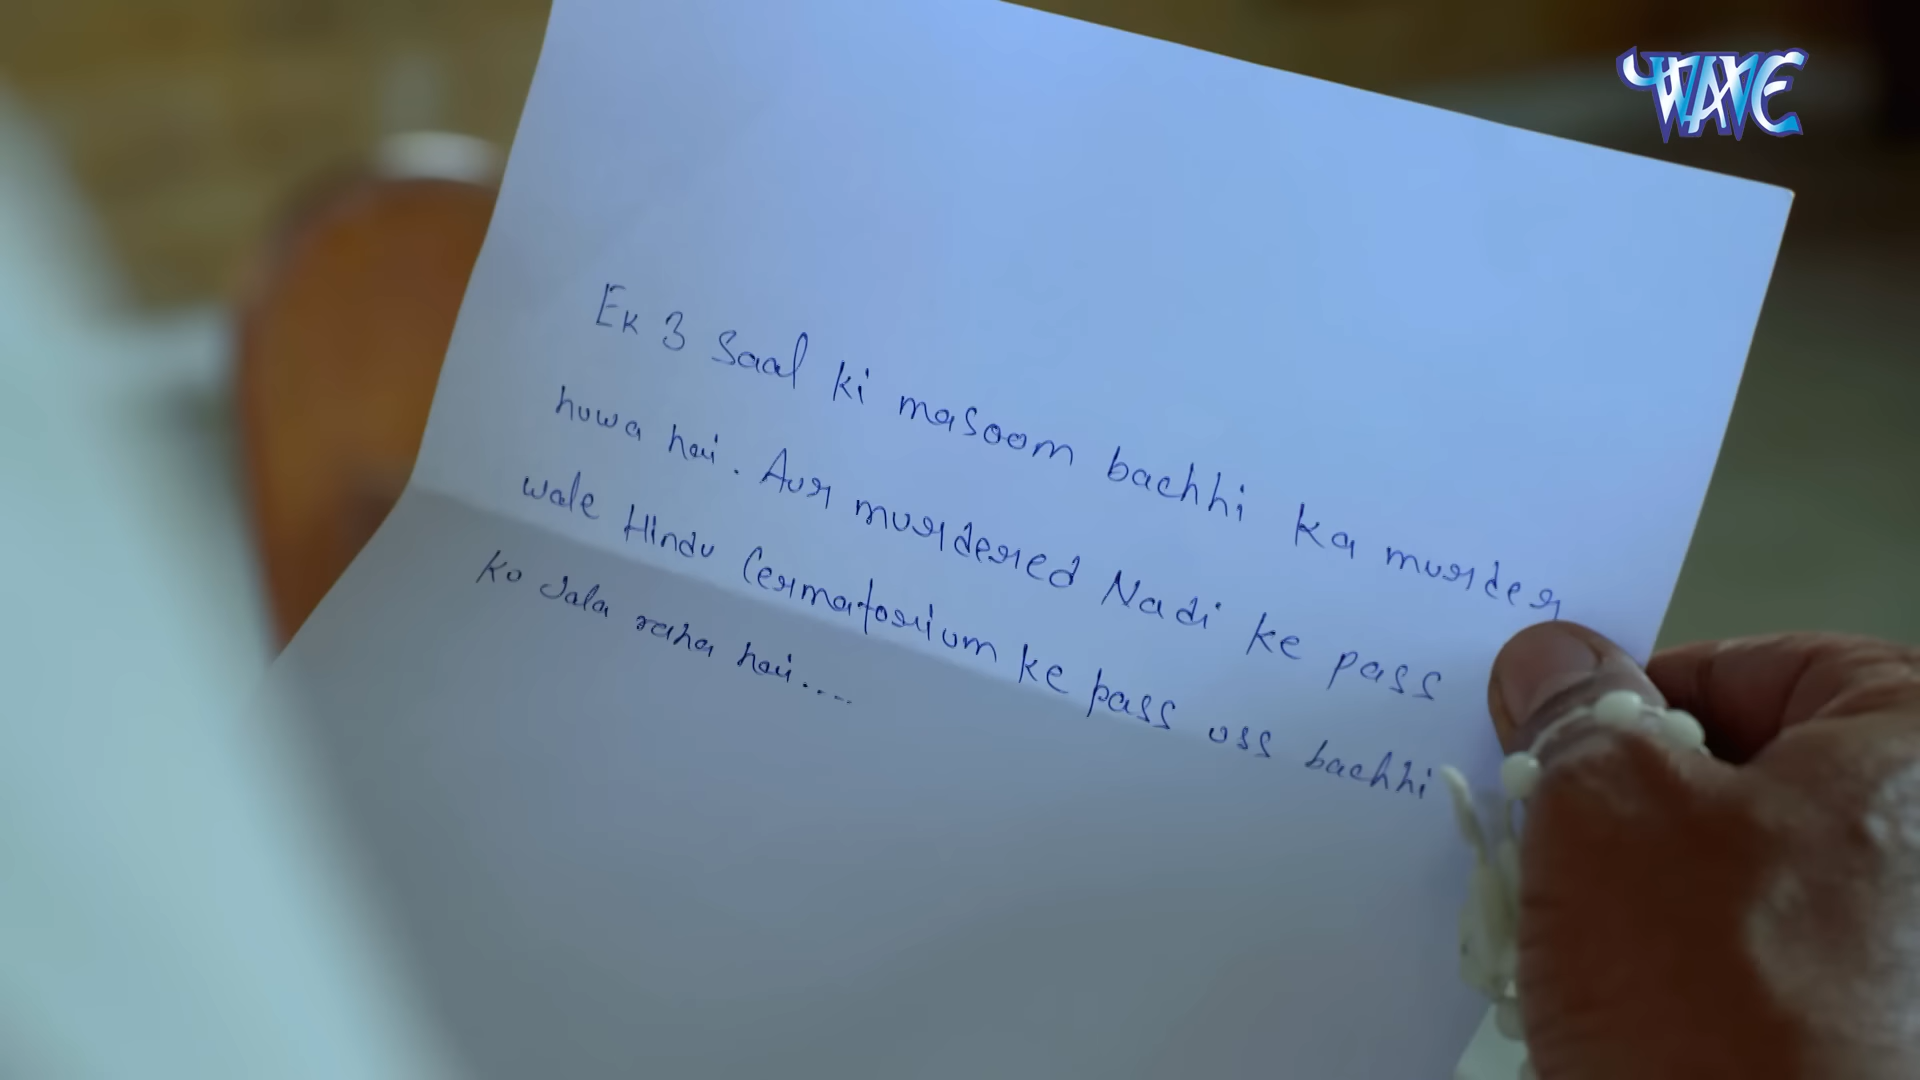 WAVE
Ek 3 Saal ki masoom bachhi ka murder
huwa hai. Aur murdered Nadi ke pass
wale Hindu Cermatorium ke pass uss bachhi
ko Jala raha hai....